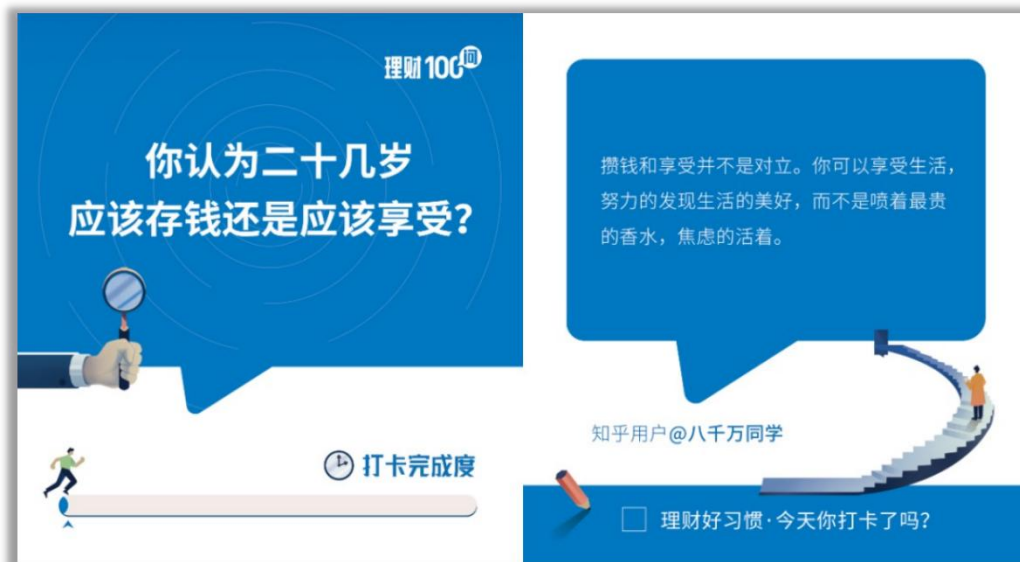 理财100问
你认为二十几岁
应该存钱还是应该享受？
打卡完成度
攒钱和享受并不是对立。你可以享受生活，
努力的发现生活的美好，而不是喷着最贵
的香水，焦虑的活着。
知乎用户@八千万同学
理财好习惯·今天你打卡了吗？